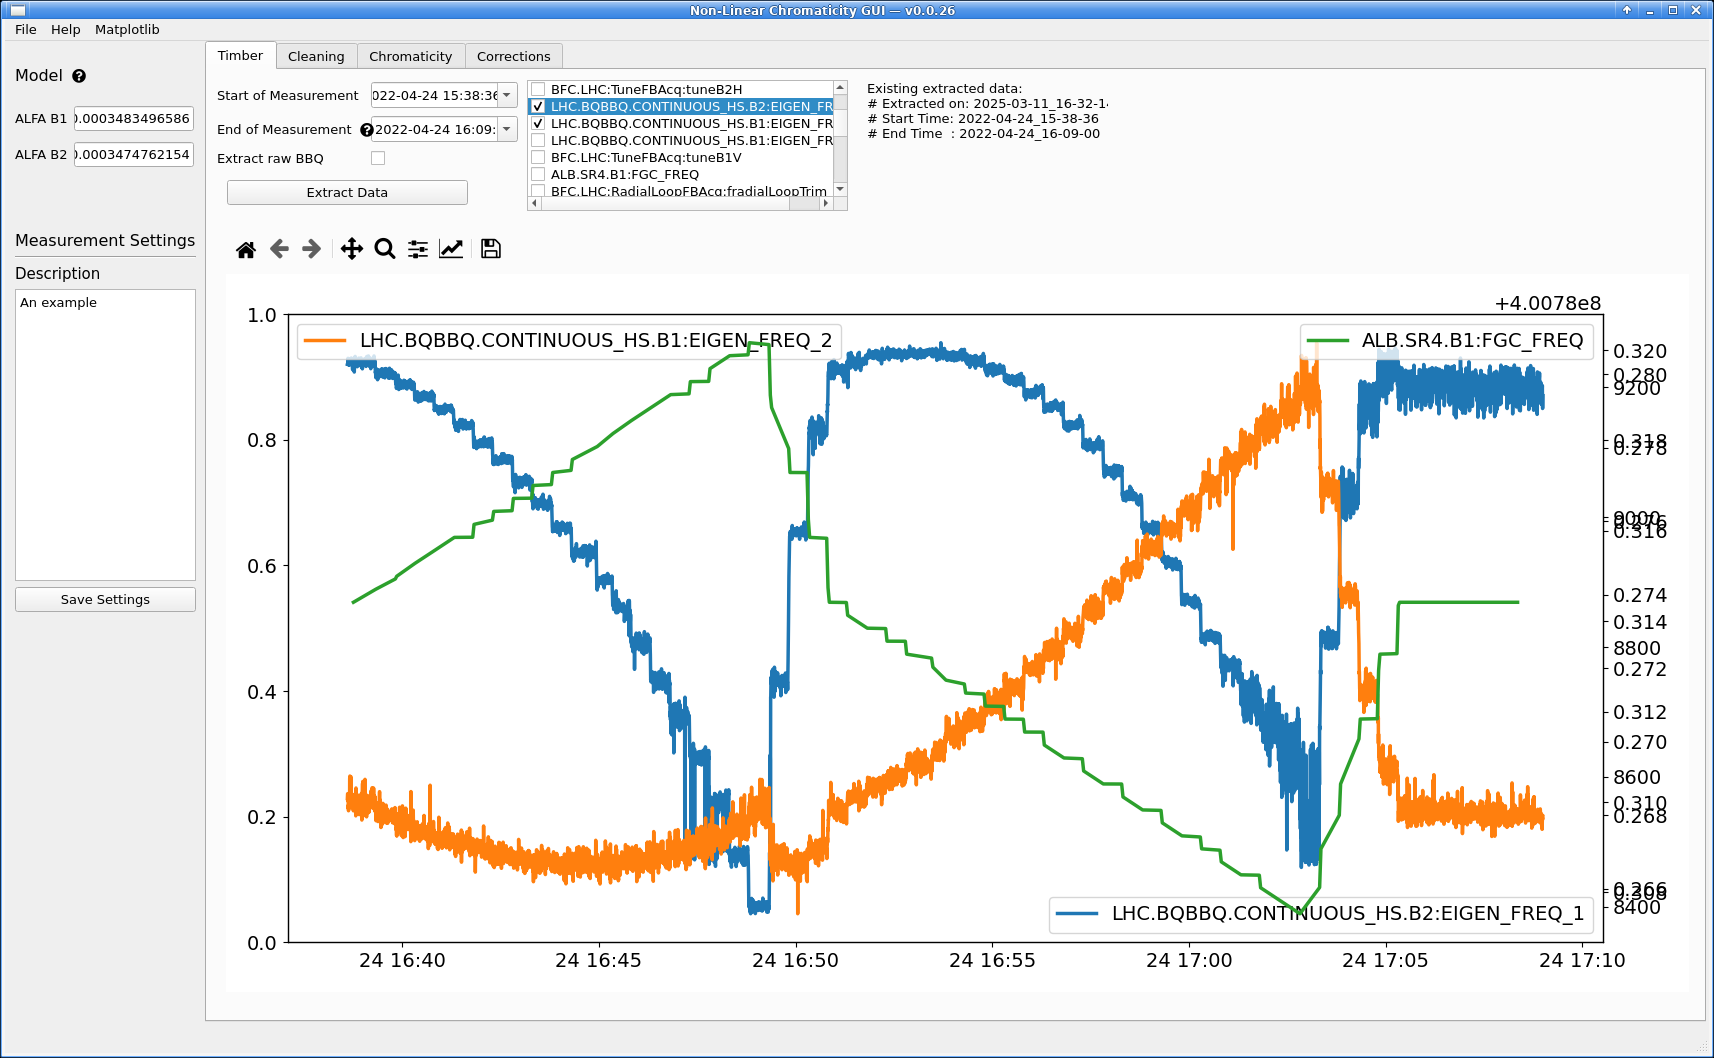 Non-Linear Chromaticity GUI — v0.0.26
File Help Matplotlib
Model
ALFA B1 0.0003483496586
ALFA B2 0.0003474762154
Measurement Settings
Description
An example
Save Settings
Timber Cleaning Chromaticity Corrections
Start of Measurement 022-04-24 15:38:36
End of Measurement 2022-04-24 16:09:
Extract raw BBQ
Extract Data
BFC.LHC:TuneFBAcq:tuneB2H
LHC.BQBBQ.CONTINUOUS_HS.B2:EIGEN_FR
LHC.BQBBQ.CONTINUOUS_HS.B1:EIGEN_FR
LHC.BQBBQ.CONTINUOUS_HS.B1:EIGEN_FR
BFC.LHC:TuneFBAcq:tuneB1V
ALB.SR4.B1:FGC_FREQ
BFC.LHC:RadialLoopFBAcq:fradialLoopTrim
Existing extracted data:
# Extracted on: 2025-03-11_16-32-1
# Start Time: 2022-04-24_15-38-36
# End Time : 2022-04-24_16-09-00
+4.0078e8
LHC.BQBBQ.CONTINUOUS_HS.B1:EIGEN_FREQ_2
ALB.SR4.B1:FGC_FREQ
LHC.BQBBQ.CONTINUOUS_HS.B2:EIGEN_FREQ_1
1.0
0.8
0.6
0.4
0.2
0.0
0.320
0.280
9200
0.318
0.278
9000
0.276
0.316
0.274
0.314
8800
0.272
0.312
0.270
8600
0.310
0.268
0.266
0.308
8400
24 16:40 24 16:45 24 16:50 24 16:55 24 17:00 24 17:05 24 17:10